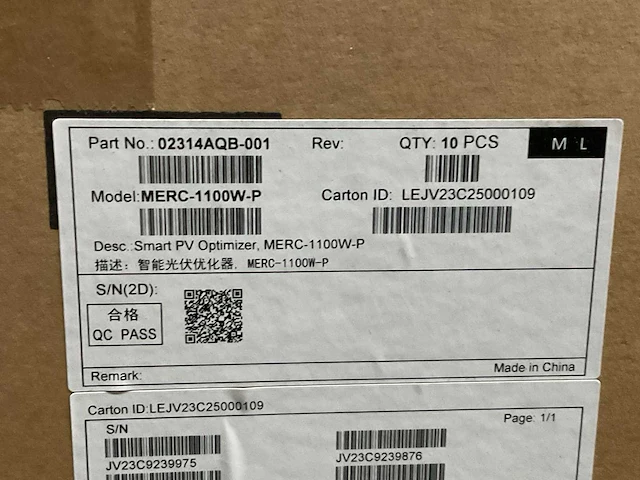 Part No.: 02314AQB-001 Rev: QTY: 10 PCS M L
Model:MERC-1100W-P Carton ID: LEJV23C25000109
Desc :Smart PV Optimizer, MERC-1100W-P
描述: 智能光伏优化器, MERC-1100W-P
S/N(2D):
合格
QC PASS
Remark: Made in China
Carton ID:LEJV23C25000109 Page: 1/1
S/N
JV23C9239975 JV23C9239876